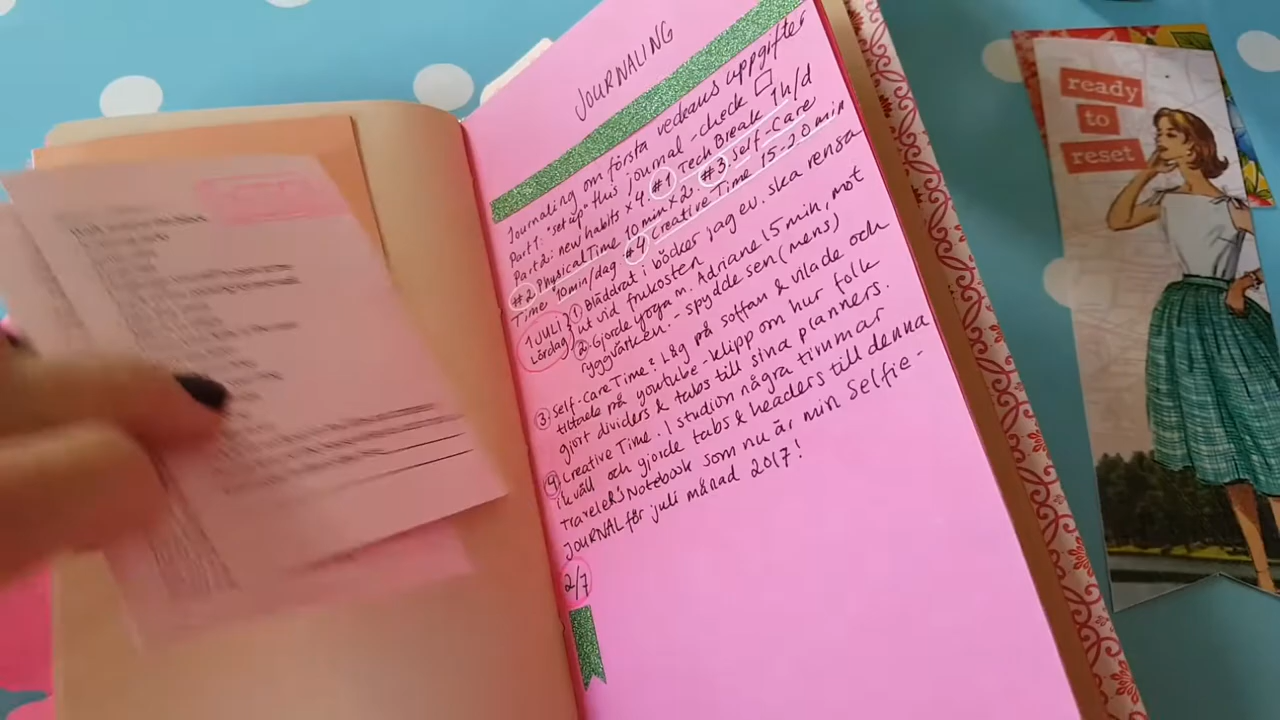 JOURNALING
Journaling om första veckans uppgifter
Part 1: "set up" this journal - check
Part 2: new habits x 4. #1 Tech Break 1h/d
#2 Physical Time 10 min x 2. #3 Self-Care
Time 10min/dag #4 Creative Time 15-20 min
1 JULI Lördag
① Bläddrat i böcker jag ev. ska rensa
ut vid frukosten
② Gjorde yoga m. Adriane 15 min, mot
ryggvärken. - spydde sen (mens)
③ Self-Care Time? Låg på soffan & vilade och
tittade på youtube-klipp om hur folk
gjort dividers & tabs till sina planners.
④ Creative Time. I studion några timmar
ikväll och gjorde tabs & headers till denna
TraveleR's Notebook som nu är min Selfie-
JOURNAL för juli månad 2017!
2/7
ready
to
reset